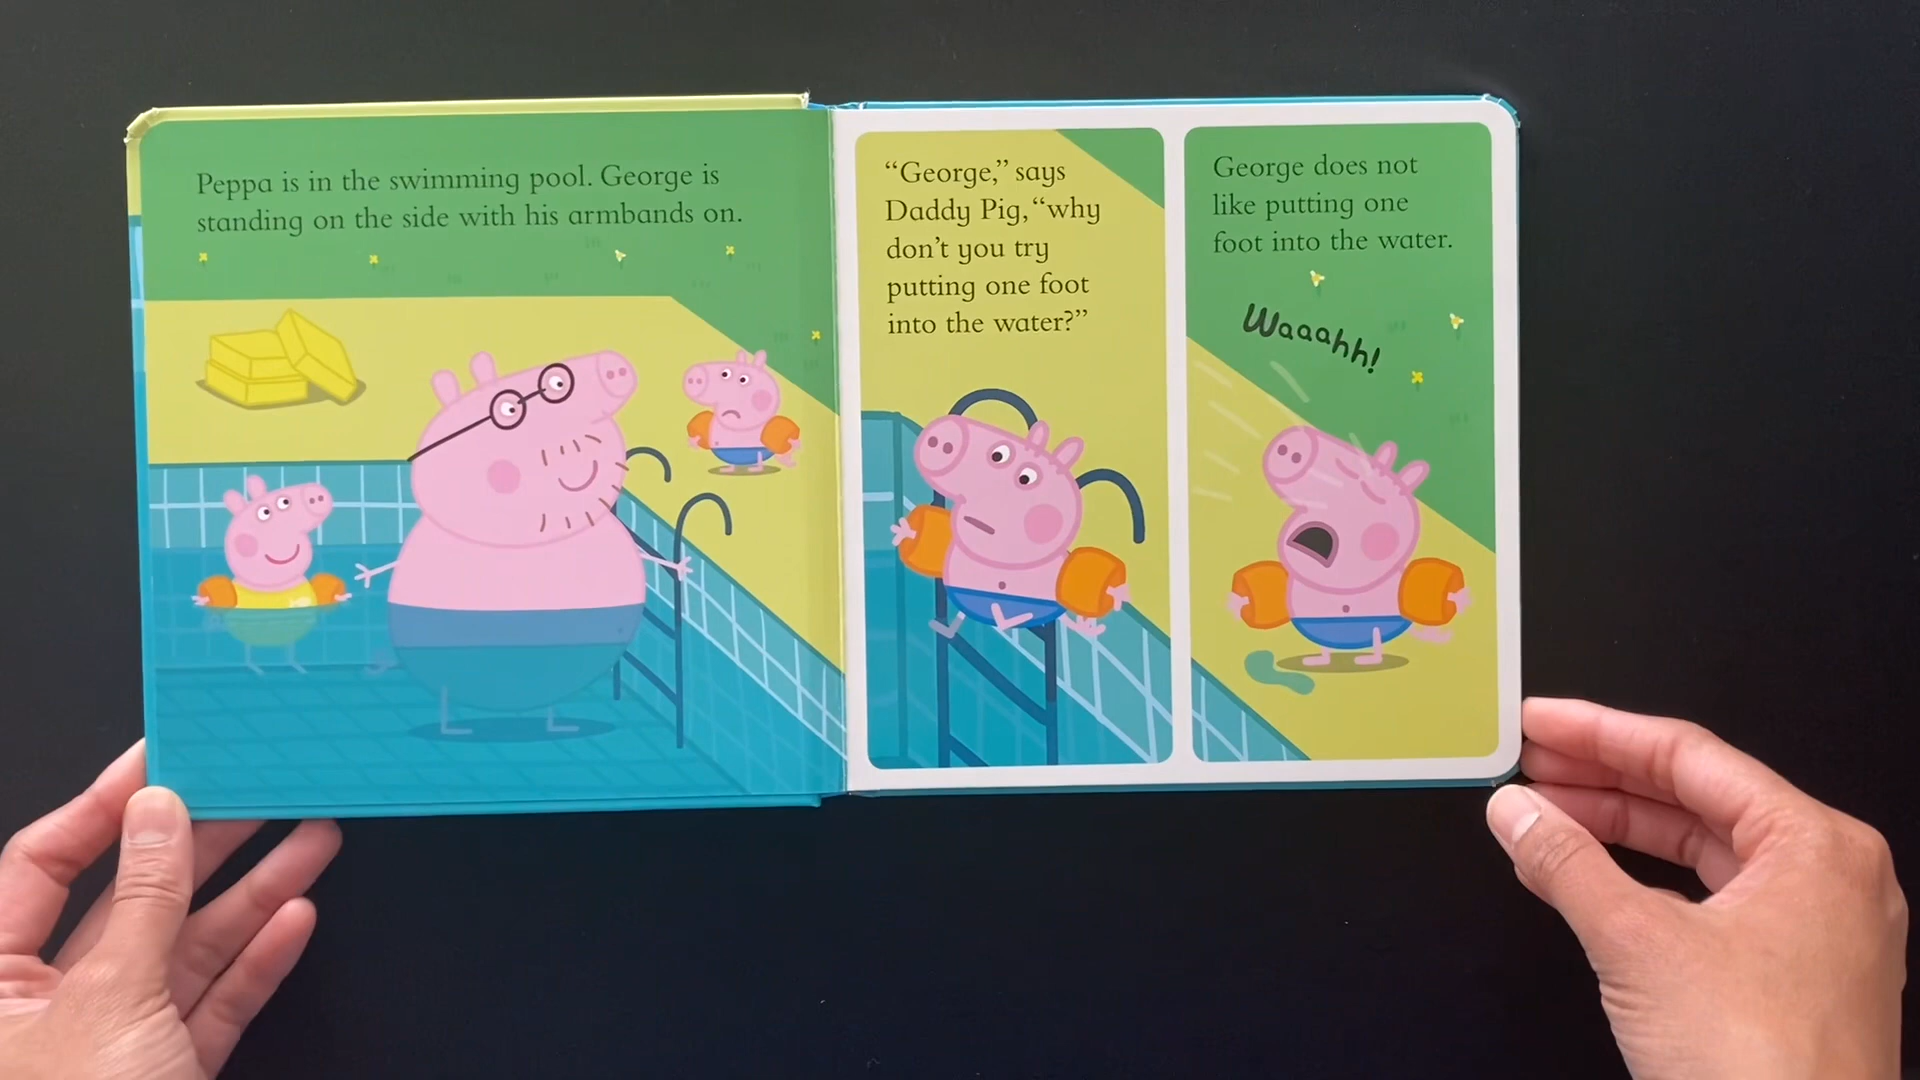 Peppa is in the swimming pool. George is
standing on the side with his armbands on.
“George,” says
Daddy Pig, “why
don’t you try
putting one foot
into the water?”
George does not
like putting one
foot into the water.
Waaahh!